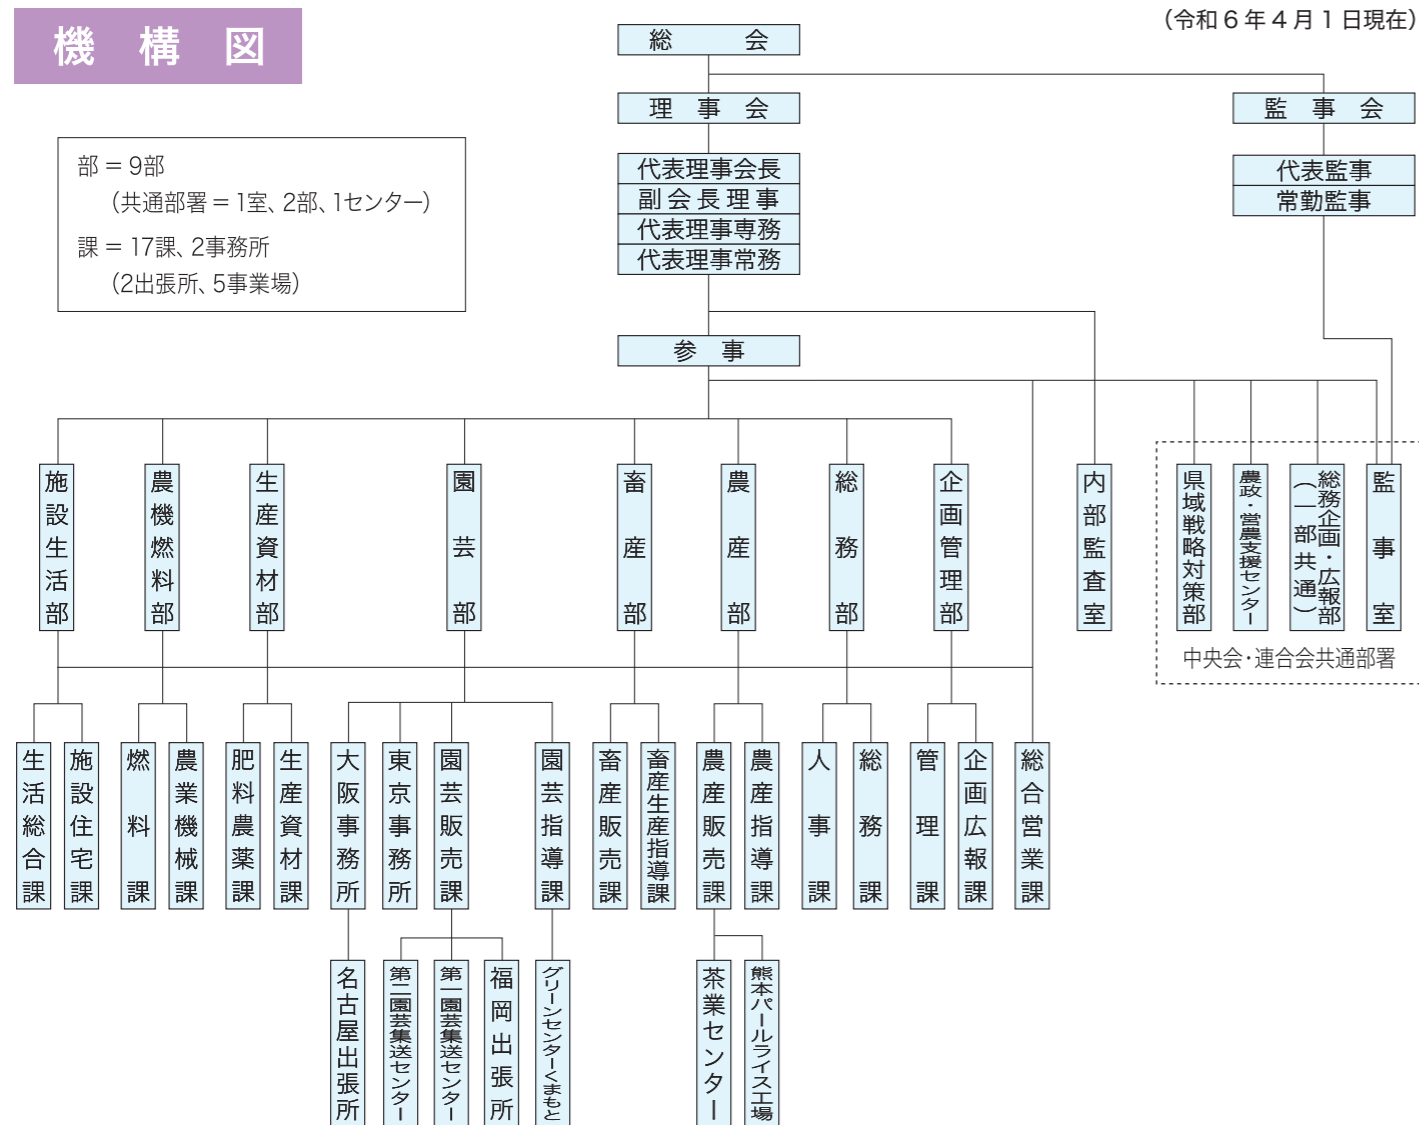 機構図
（令和６年４月１日現在）
部 = 9部
（共通部署 = 1室、2部、1センター）
課 = 17課、2事務所
（2出張所、5事業場）
総会
理事会
監事会
代表理事会長
副会長理事
代表理事専務
代表理事常務
代表監事
常勤監事
参事
施設生活部
農機燃料部
生産資材部
園芸部
畜産部
農産部
総務部
企画管理部
内部監査室
県域戦略対策部
農政・営農支援センター
総務企画・広報部
（一部共通）
監事室
中央会・連合会共通部署
生活総合課
施設住宅課
燃料課
農業機械課
肥料農薬課
生産資材課
大阪事務所
東京事務所
園芸販売課
園芸指導課
畜産販売課
畜産生産指導課
農産販売課
農産指導課
人事課
総務課
管理課
企画広報課
総合営業課
名古屋出張所
第二園芸集送センター
第一園芸集送センター
福岡出張所
グリーンセンターくまもと
茶業センター
熊本パールライス工場